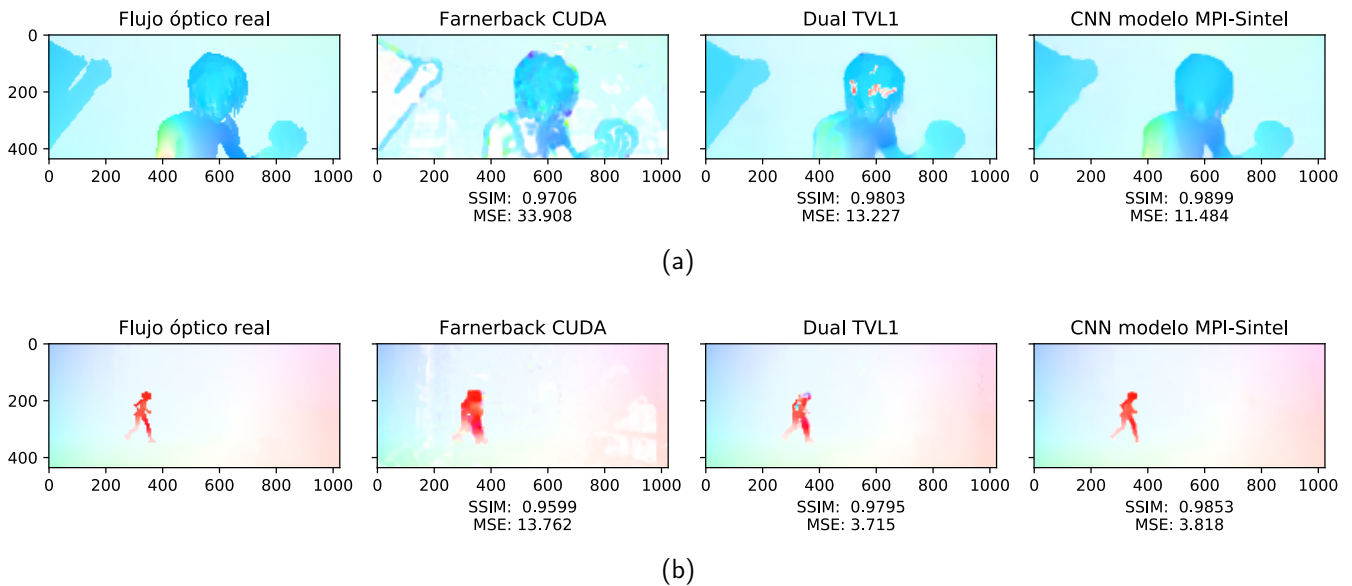 Flujo óptico real
Farnerback CUDA
Dual TVL1
CNN modelo MPI-Sintel
0
200
400
0 200 400 600 800 1000
0 200 400 600 800 1000
0 200 400 600 800 1000
0 200 400 600 800 1000
SSIM: 0.9706
MSE: 33.908
SSIM: 0.9803
MSE: 13.227
SSIM: 0.9899
MSE: 11.484
(a)
Flujo óptico real
Farnerback CUDA
Dual TVL1
CNN modelo MPI-Sintel
0
200
400
0 200 400 600 800 1000
0 200 400 600 800 1000
0 200 400 600 800 1000
0 200 400 600 800 1000
SSIM: 0.9599
MSE: 13.762
SSIM: 0.9795
MSE: 3.715
SSIM: 0.9853
MSE: 3.818
(b)